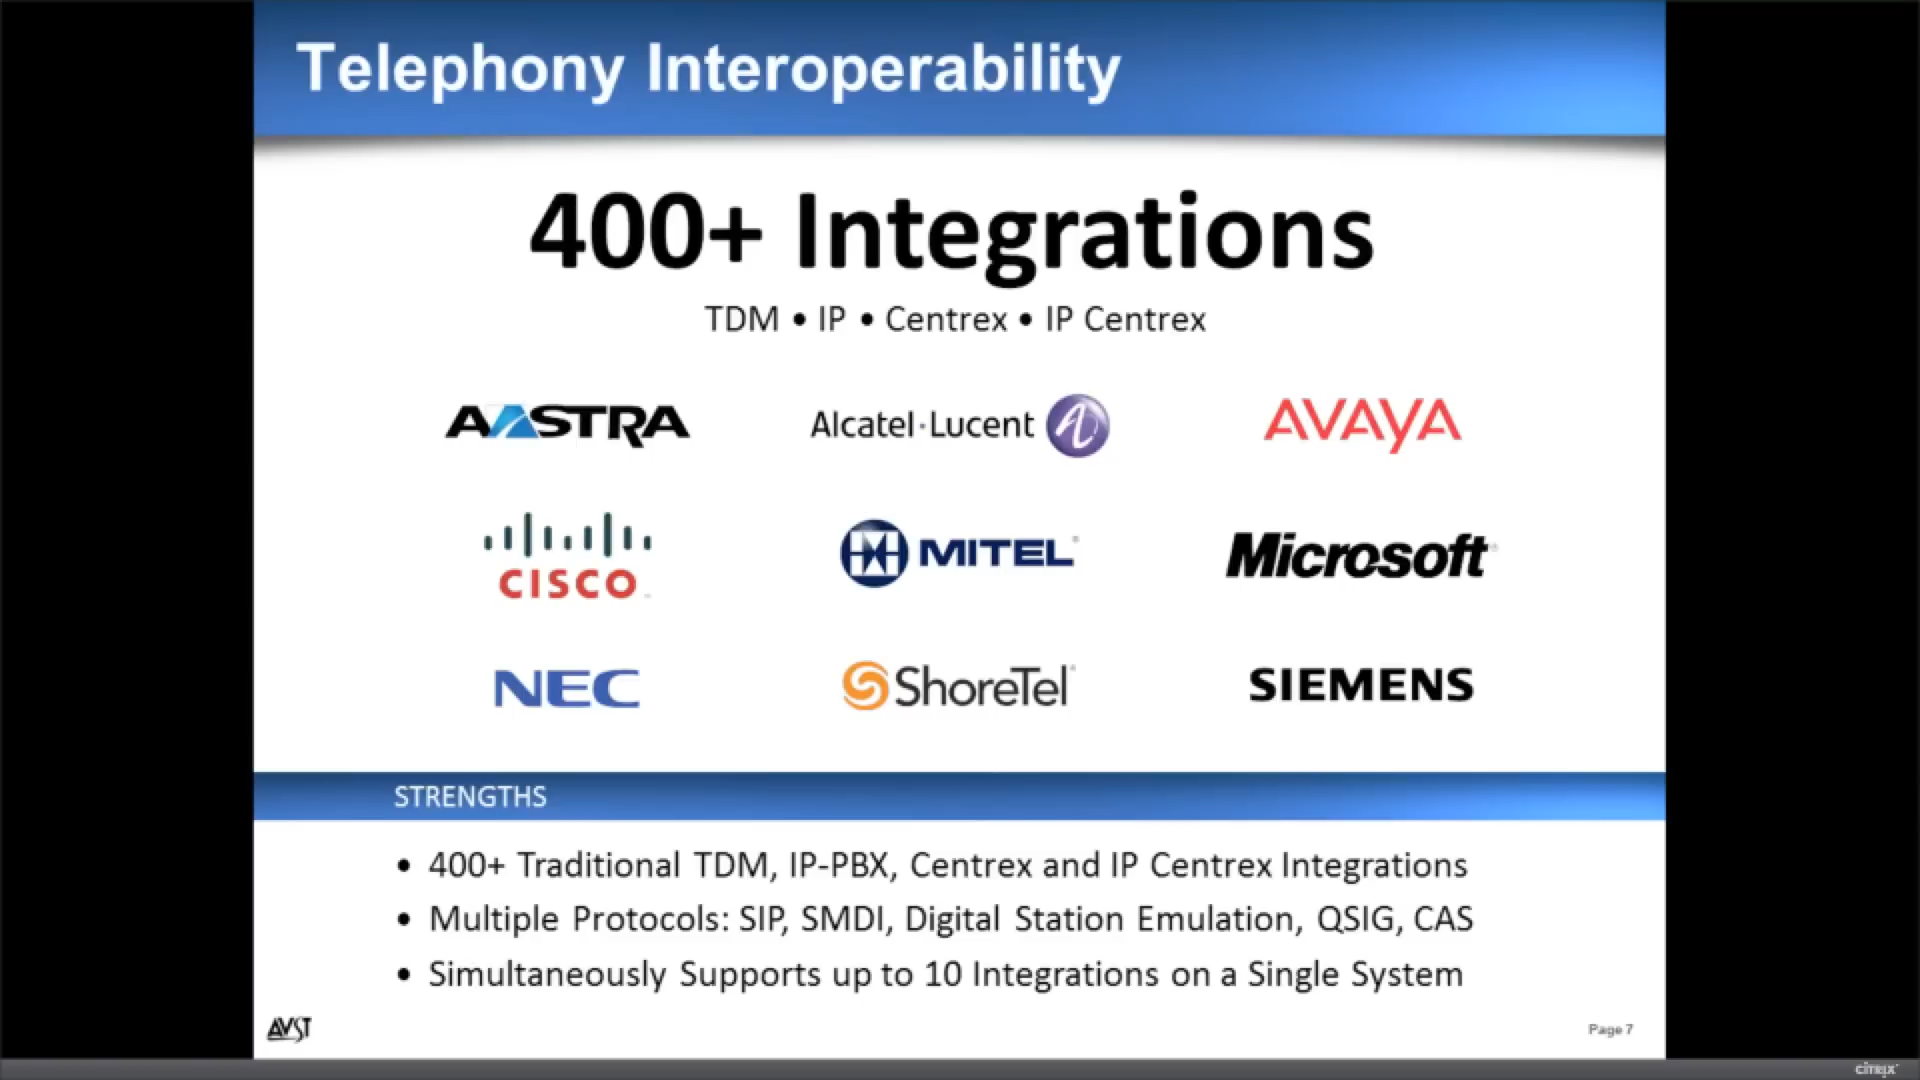 Telephony Interoperability
400+ Integrations
TDM • IP • Centrex • IP Centrex
AASTRA Alcatel·Lucent AVAYA
CISCO MITEL Microsoft
NEC ShoreTel SIEMENS
STRENGTHS
• 400+ Traditional TDM, IP-PBX, Centrex and IP Centrex Integrations
• Multiple Protocols: SIP, SMDI, Digital Station Emulation, QSIG, CAS
• Simultaneously Supports up to 10 Integrations on a Single System
AVST Page 7
citrix